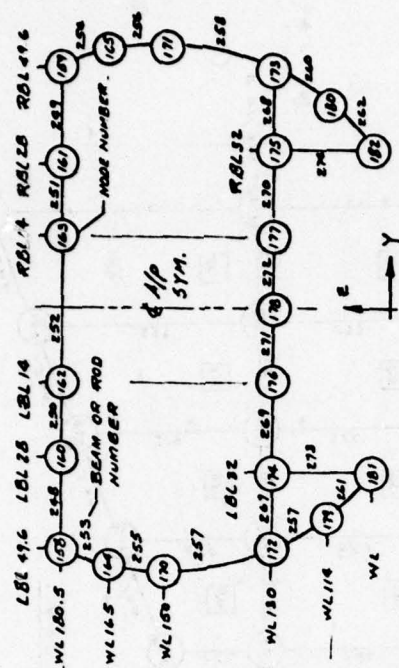 LBL 49.6
LBL 28
LBL 14
RBL 14
RBL 28
RBL 49.6
WL 180.5
158
248
160
250
162
252
163
251
161
249
159
253
BEAM OR ROD
NUMBER
NODE NUMBER
254
WL 165
164
165
255
256
WL 150
170
171
257
258
℄ A/P
SYM.
LBL 32
RBL 32
WL 130
172
267
174
269
176
271
178
272
177
270
175
268
173
257
260
WL 114
179
180
261
262
273
274
WL
181
182
Z
Y